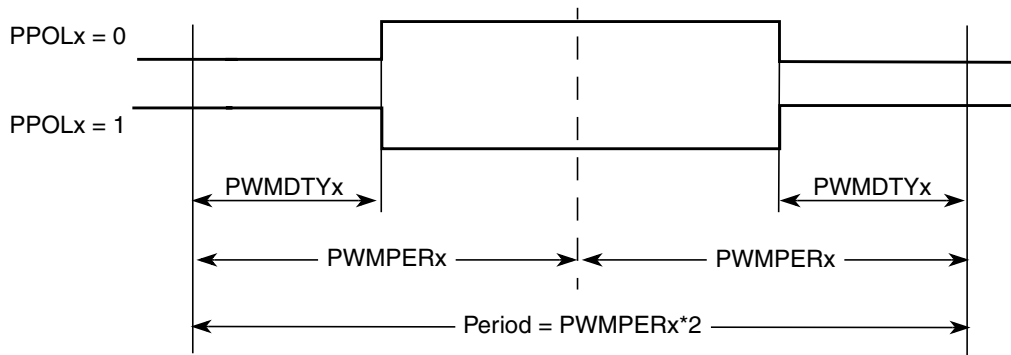 PPOLx = 0
PPOLx = 1
PWMDTYx
PWMDTYx
PWMPERx
PWMPERx
Period = PWMPERx*2